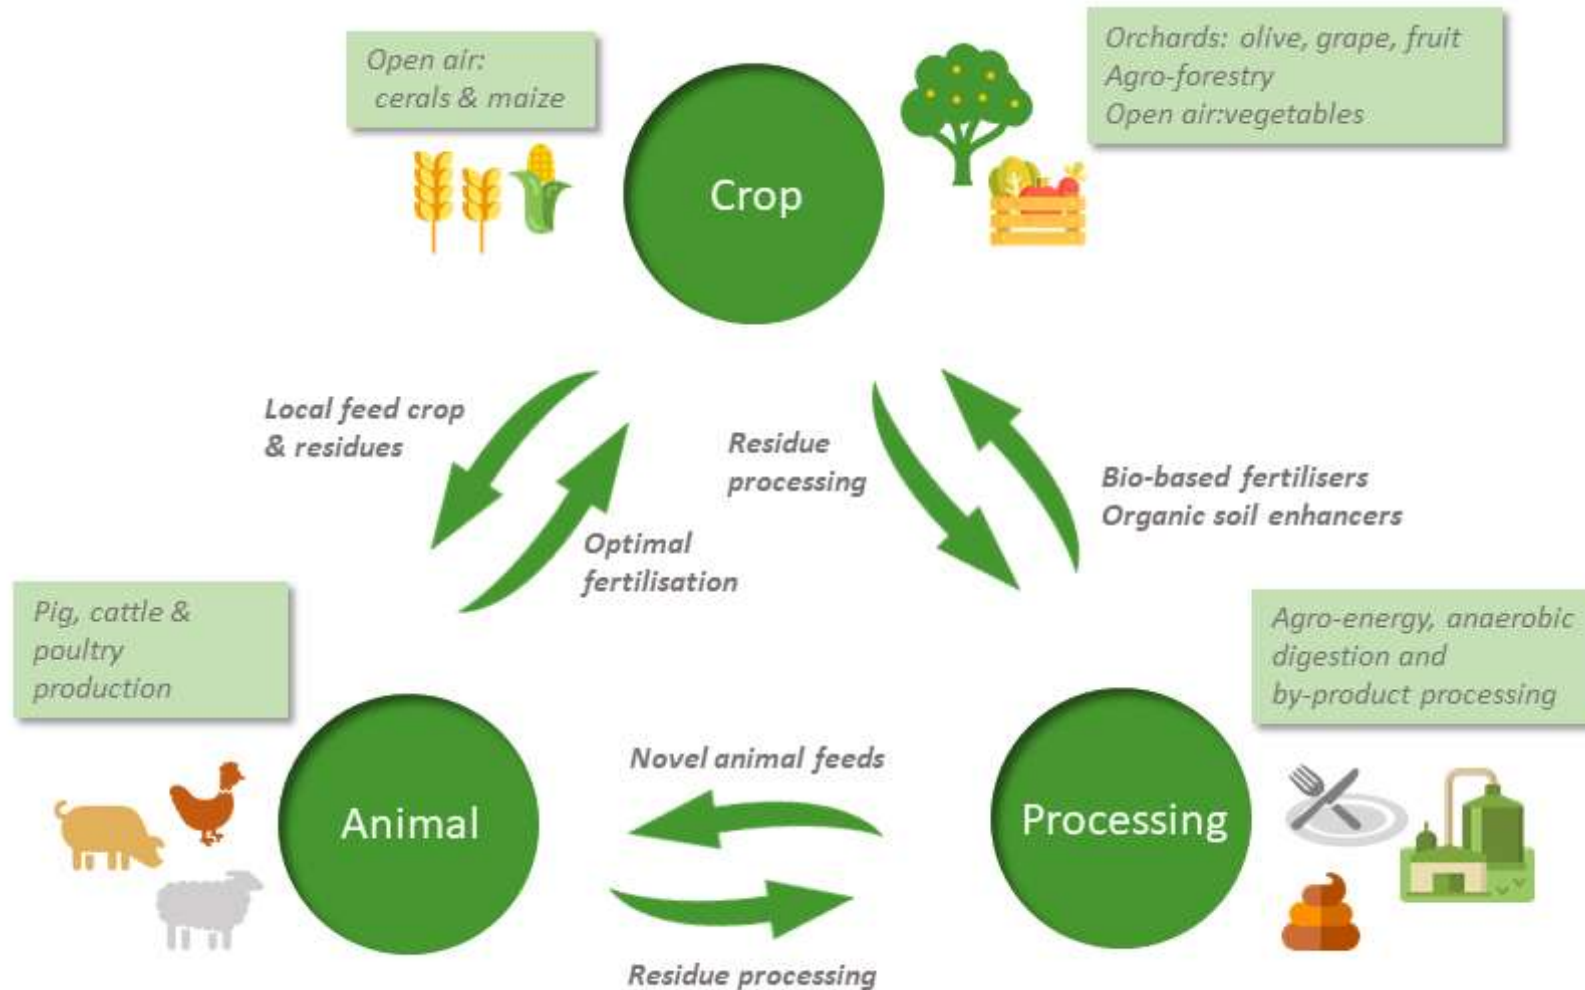 Open air:
cerals & maize
Orchards: olive, grape, fruit
Agro-forestry
Open air:vegetables
Crop
Local feed crop
& residues
Optimal
fertilisation
Residue
processing
Bio-based fertilisers
Organic soil enhancers
Pig, cattle &
poultry
production
Animal
Novel animal feeds
Residue processing
Processing
Agro-energy, anaerobic
digestion and
by-product processing